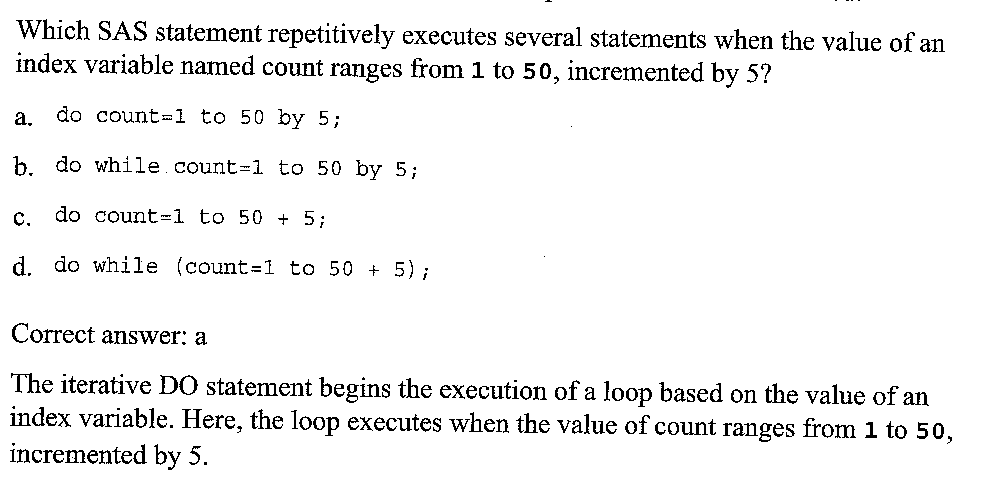 Which SAS statement repetitively executes several statements when the value of an
index variable named count ranges from 1 to 50, incremented by 5?
a. do count=1 to 50 by 5;
b. do while count=1 to 50 by 5;
c. do count=1 to 50 + 5;
d. do while (count=1 to 50 + 5);
Correct answer: a
The iterative DO statement begins the execution of a loop based on the value of an
index variable. Here, the loop executes when the value of count ranges from 1 to 50,
incremented by 5.